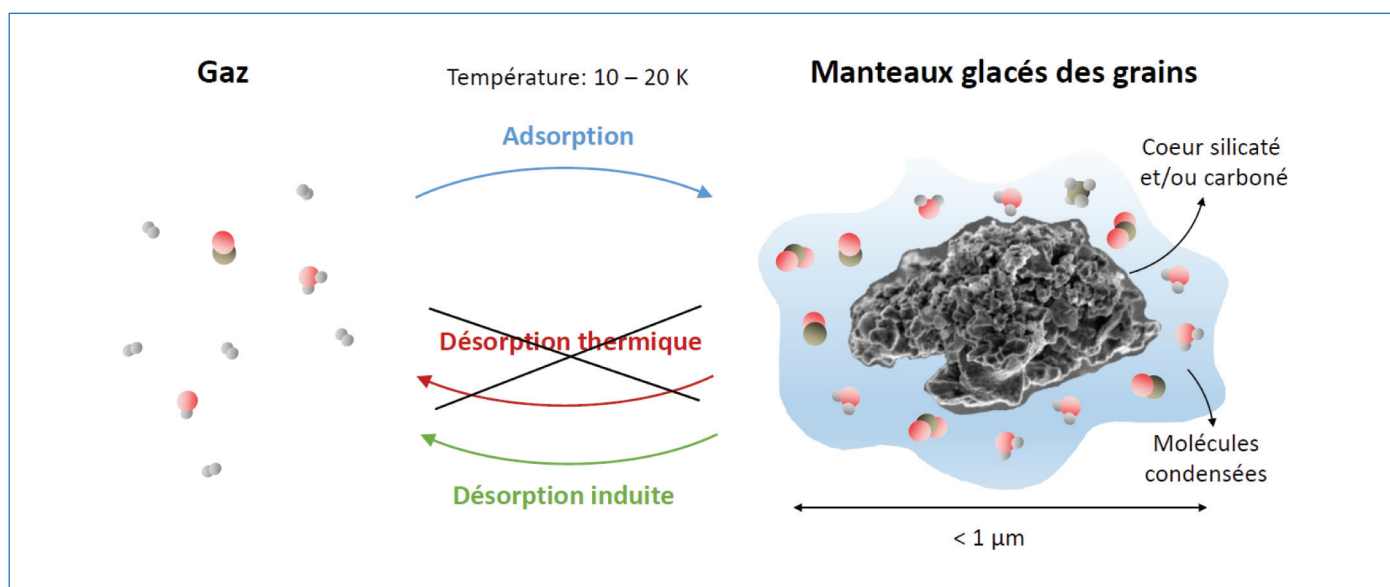 Gaz
Température: 10 – 20 K
Manteaux glacés des grains
Adsorption
Coeur silicaté
et/ou carboné
Désorption thermique
Désorption induite
Molécules
condensées
< 1 µm